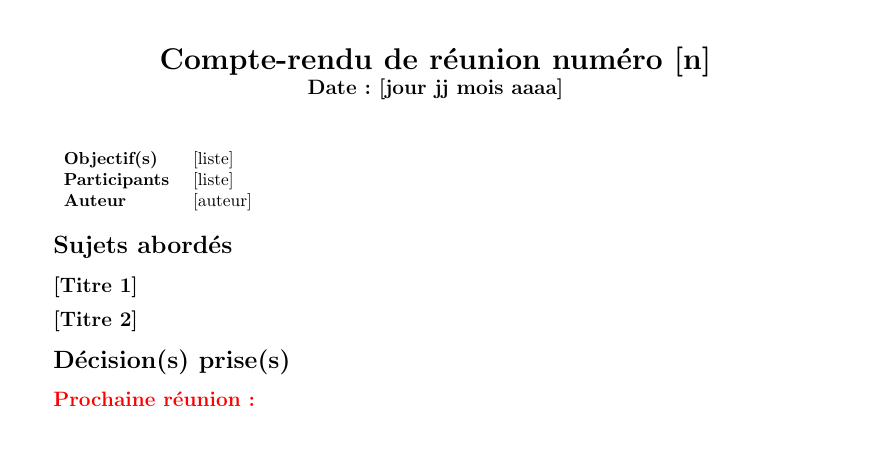 Compte-rendu de réunion numéro [n]
Date : [jour jj mois aaaa]
Objectif(s) [liste]
Participants [liste]
Auteur [auteur]
Sujets abordés
[Titre 1]
[Titre 2]
Décision(s) prise(s)
Prochaine réunion :